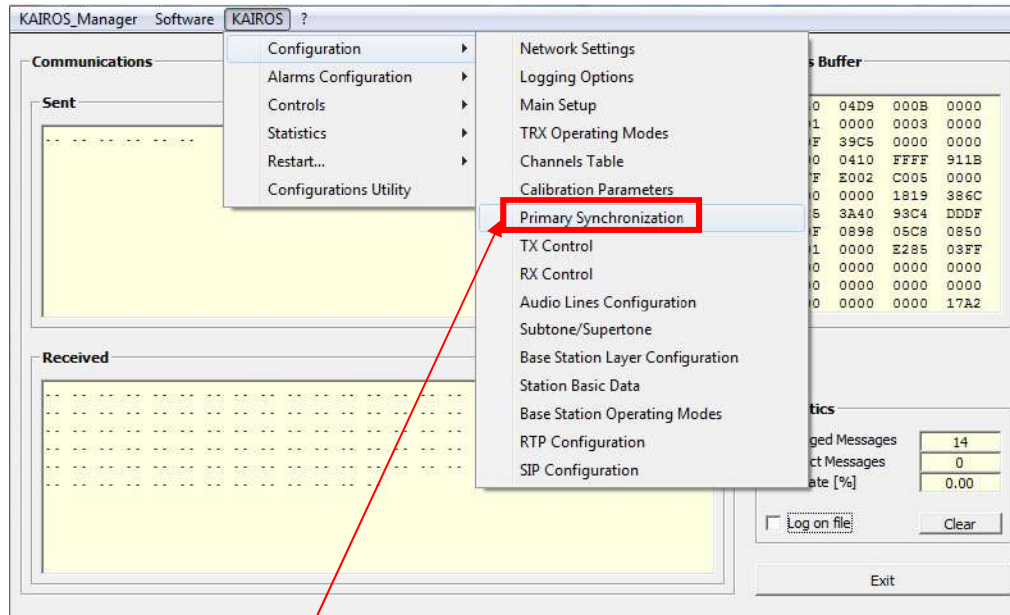 KAIROS_Manager Software KAIROS ?
Configuration
Alarms Configuration
Controls
Statistics
Restart...
Configurations Utility
Network Settings
Logging Options
Main Setup
TRX Operating Modes
Channels Table
Calibration Parameters
Primary Synchronization
TX Control
RX Control
Audio Lines Configuration
Subtone/Supertone
Base Station Layer Configuration
Station Basic Data
Base Station Operating Modes
RTP Configuration
SIP Configuration
Communications
Sent
-- -- -- -- -- --
Received
-- -- -- -- -- -- -- -- -- -- -- -- -- -- -- --
-- -- -- -- -- -- -- -- -- -- -- -- -- -- -- --
-- -- -- -- -- -- -- -- -- -- -- -- -- -- -- --
-- -- -- -- -- -- -- -- -- -- -- -- -- -- -- --
-- -- -- -- -- -- -- -- -- -- -- -- -- -- -- --
Buffer
04D9 000B 0000
0000 0003 0000
39C5 0000 0000
0410 FFFF 911B
E002 C005 0000
0000 1819 386C
3A40 93C4 DDDF
0898 05C8 0850
0000 E285 03FF
0000 0000 0000
0000 0000 0000
0000 0000 17A2
tics
ged Messages 14
ct Messages 0
ate [%] 0.00
Log on file Clear
Exit